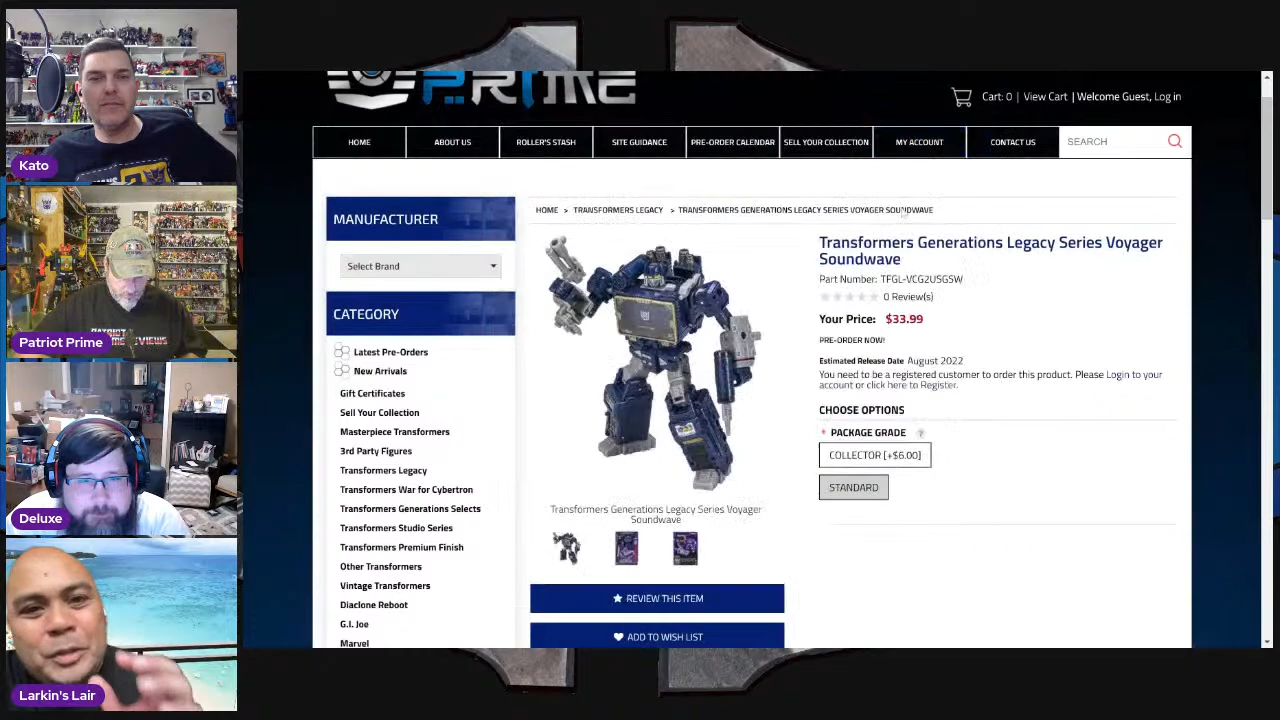 Kato
Patriot Prime
Deluxe
Larkin's Lair
PRIME
Cart: 0 | View Cart | Welcome Guest, Log in
HOME
ABOUT US
ROLLER'S STASH
SITE GUIDANCE
PRE-ORDER CALENDAR
SELL YOUR COLLECTION
MY ACCOUNT
CONTACT US
SEARCH
MANUFACTURER
Select Brand
CATEGORY
Latest Pre-Orders
New Arrivals
Gift Certificates
Sell Your Collection
Masterpiece Transformers
3rd Party Figures
Transformers Legacy
Transformers War for Cybertron
Transformers Generations Selects
Transformers Studio Series
Transformers Premium Finish
Other Transformers
Vintage Transformers
Diaclone Reboot
G.I. Joe
Marvel
HOME > TRANSFORMERS LEGACY > TRANSFORMERS GENERATIONS LEGACY SERIES VOYAGER SOUNDWAVE
Transformers Generations Legacy Series Voyager
Soundwave
REVIEW THIS ITEM
ADD TO WISH LIST
Transformers Generations Legacy Series Voyager
Soundwave
Part Number: TFGL-VCG2USGSW
0 Review(s)
Your Price: $33.99
PRE-ORDER NOW!
Estimated Release Date August 2022
You need to be a registered customer to order this product. Please Login to your
account or click here to Register.
CHOOSE OPTIONS
* PACKAGE GRADE ?
COLLECTOR [+$6.00]
STANDARD